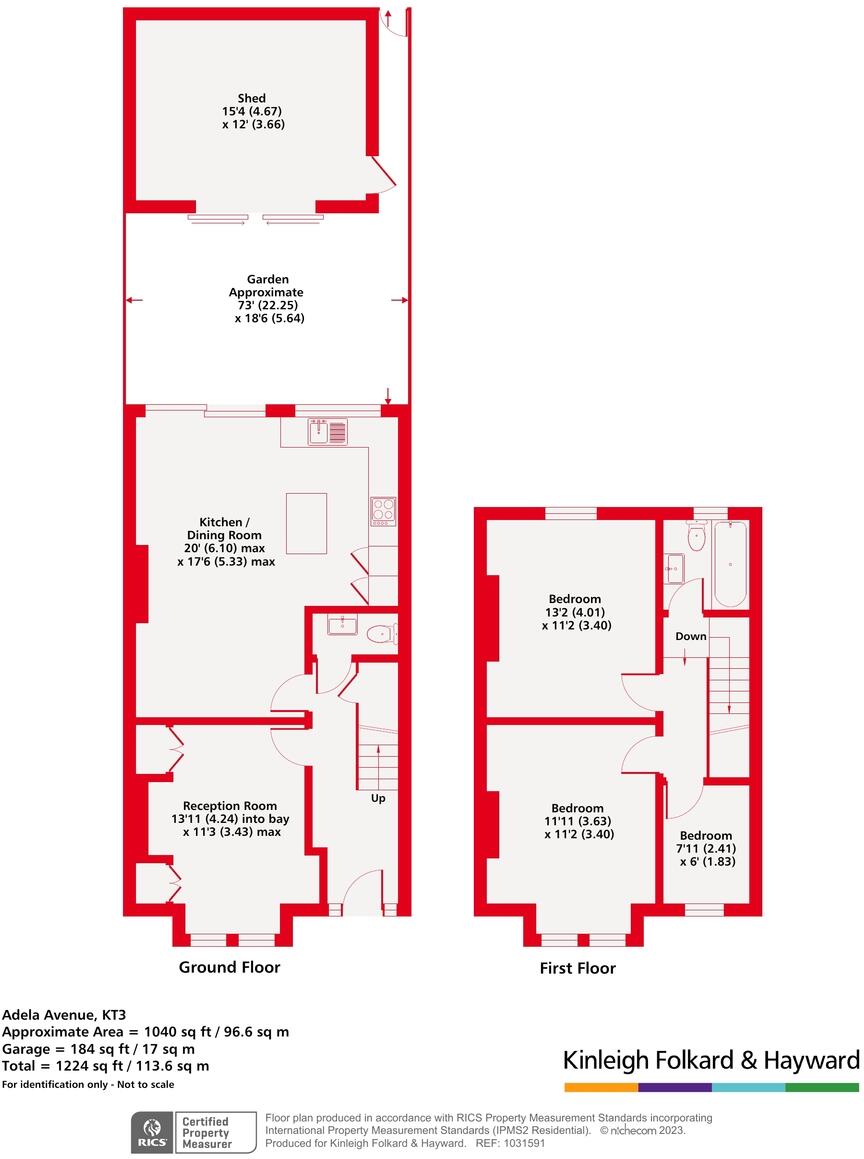 Shed
15'4 (4.67)
x 12' (3.66)
Garden
Approximate
73' (22.25)
x 18'6 (5.64)
Kitchen /
Dining Room
20' (6.10) max
x 17'6 (5.33) max
Bedroom
13'2 (4.01)
x 11'2 (3.40)
Down
Reception Room
13'11 (4.24) into bay
x 11'3 (3.43) max
Up
Bedroom
11'11 (3.63)
x 11'2 (3.40)
Bedroom
7'11 (2.41)
x 6' (1.83)
Ground Floor
First Floor
Adela Avenue, KT3
Approximate Area = 1040 sq ft / 96.6 sq m
Garage = 184 sq ft / 17 sq m
Total = 1224 sq ft / 113.6 sq m
For identification only - Not to scale
Kinleigh Folkard & Hayward
RICS
Certified
Property
Measurer
Floor plan produced in accordance with RICS Property Measurement Standards incorporating
International Property Measurement Standards (IPMS2 Residential). © nichecom 2023.
Produced for Kinleigh Folkard & Hayward. REF: 1031591